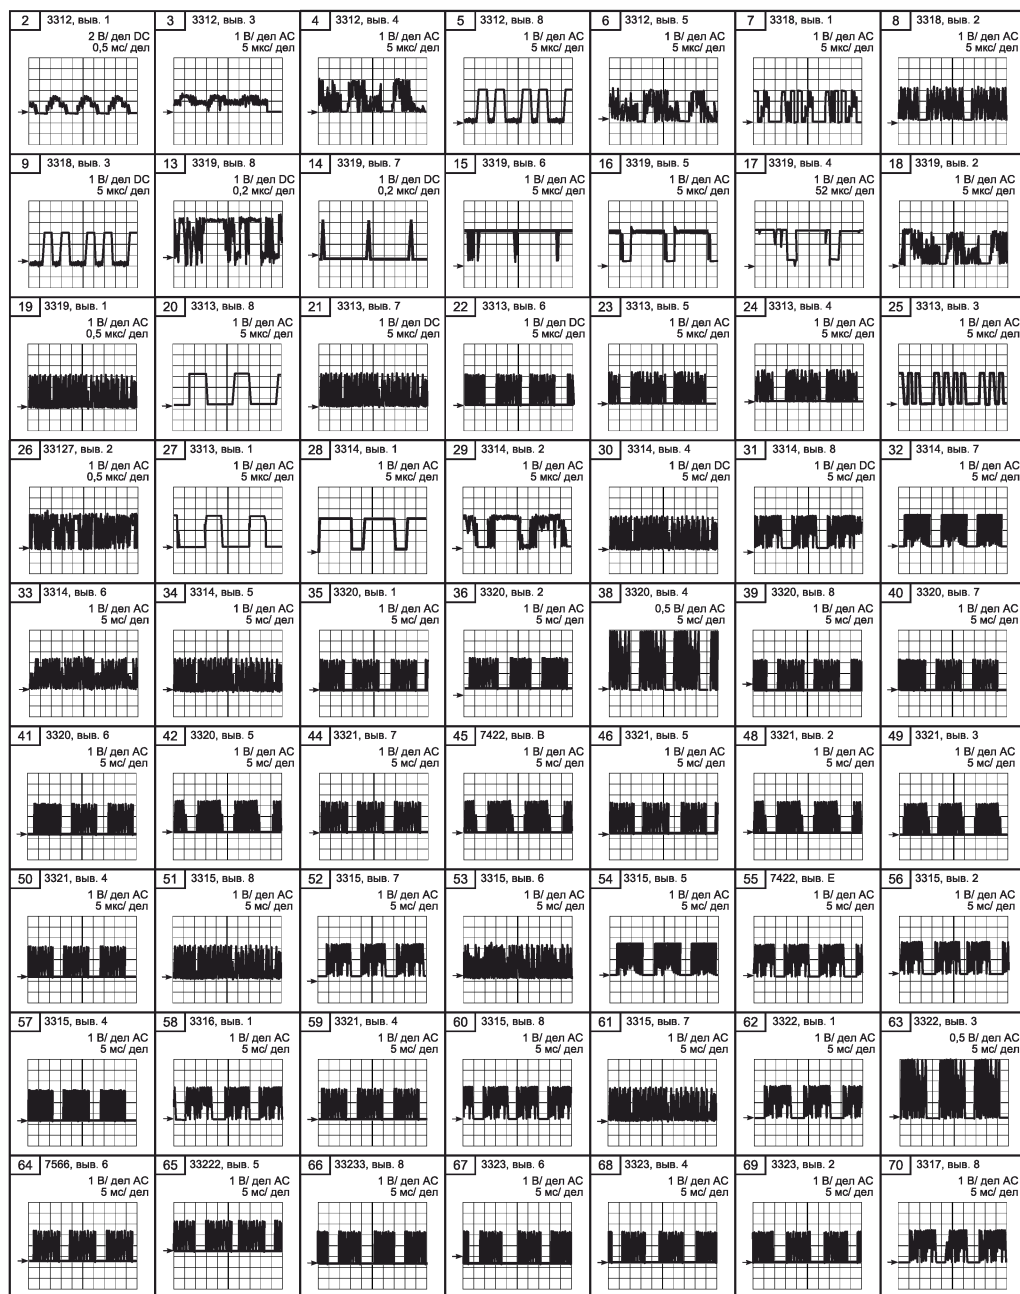 2 3312, выв. 1
2 В/ дел DC
0,5 мс/ дел
3 3312, выв. 3
1 В/ дел AC
5 мкс/ дел
4 3312, выв. 4
1 В/ дел AC
5 мкс/ дел
5 3312, выв. 8
1 В/ дел AC
5 мкс/ дел
6 3312, выв. 5
1 В/ дел AC
5 мкс/ дел
7 3318, выв. 1
1 В/ дел AC
5 мкс/ дел
8 3318, выв. 2
1 В/ дел AC
5 мкс/ дел
9 3318, выв. 3
1 В/ дел DC
5 мкс/ дел
13 3319, выв. 8
1 В/ дел DC
0,2 мкс/ дел
14 3319, выв. 7
1 В/ дел DC
0,2 мкс/ дел
15 3319, выв. 6
1 В/ дел AC
5 мкс/ дел
16 3319, выв. 5
1 В/ дел AC
5 мкс/ дел
17 3319, выв. 4
1 В/ дел AC
52 мкс/ дел
18 3319, выв. 2
1 В/ дел AC
5 мкс/ дел
19 3319, выв. 1
1 В/ дел AC
0,5 мкс/ дел
20 3313, выв. 8
1 В/ дел AC
5 мкс/ дел
21 3313, выв. 7
1 В/ дел DC
5 мкс/ дел
22 3313, выв. 6
1 В/ дел DC
5 мкс/ дел
23 3313, выв. 5
1 В/ дел AC
5 мкс/ дел
24 3313, выв. 4
1 В/ дел AC
5 мкс/ дел
25 3313, выв. 3
1 В/ дел AC
5 мкс/ дел
26 33127, выв. 2
1 В/ дел AC
0,5 мкс/ дел
27 3313, выв. 1
1 В/ дел AC
5 мкс/ дел
28 3314, выв. 1
1 В/ дел AC
5 мкс/ дел
29 3314, выв. 2
1 В/ дел AC
5 мкс/ дел
30 3314, выв. 4
1 В/ дел DC
5 мс/ дел
31 3314, выв. 8
1 В/ дел DC
5 мс/ дел
32 3314, выв. 7
1 В/ дел AC
5 мс/ дел
33 3314, выв. 6
1 В/ дел AC
5 мс/ дел
34 3314, выв. 5
1 В/ дел AC
5 мс/ дел
35 3320, выв. 1
1 В/ дел AC
5 мс/ дел
36 3320, выв. 2
1 В/ дел AC
5 мс/ дел
38 3320, выв. 4
0,5 В/ дел AC
5 мс/ дел
39 3320, выв. 8
1 В/ дел AC
5 мс/ дел
40 3320, выв. 7
1 В/ дел AC
5 мс/ дел
41 3320, выв. 6
1 В/ дел AC
5 мс/ дел
42 3320, выв. 5
1 В/ дел AC
5 мс/ дел
44 3321, выв. 7
1 В/ дел AC
5 мс/ дел
45 7422, выв. B
1 В/ дел AC
5 мс/ дел
46 3321, выв. 5
1 В/ дел AC
5 мс/ дел
48 3321, выв. 2
1 В/ дел AC
5 мс/ дел
49 3321, выв. 3
1 В/ дел AC
5 мс/ дел
50 3321, выв. 4
1 В/ дел AC
5 мкс/ дел
51 3315, выв. 8
1 В/ дел AC
5 мс/ дел
52 3315, выв. 7
1 В/ дел AC
5 мс/ дел
53 3315, выв. 6
1 В/ дел AC
5 мс/ дел
54 3315, выв. 5
1 В/ дел AC
5 мс/ дел
55 7422, выв. E
1 В/ дел AC
5 мс/ дел
56 3315, выв. 2
1 В/ дел AC
5 мс/ дел
57 3315, выв. 4
1 В/ дел AC
5 мс/ дел
58 3316, выв. 1
1 В/ дел AC
5 мс/ дел
59 3321, выв. 4
1 В/ дел AC
5 мс/ дел
60 3315, выв. 8
1 В/ дел AC
5 мс/ дел
61 3315, выв. 7
1 В/ дел AC
5 мс/ дел
62 3322, выв. 1
1 В/ дел AC
5 мс/ дел
63 3322, выв. 3
0,5 В/ дел AC
5 мс/ дел
64 7566, выв. 6
1 В/ дел AC
5 мс/ дел
65 33222, выв. 5
1 В/ дел AC
5 мс/ дел
66 33233, выв. 8
1 В/ дел AC
5 мс/ дел
67 3323, выв. 6
1 В/ дел AC
5 мс/ дел
68 3323, выв. 4
1 В/ дел AC
5 мс/ дел
69 3323, выв. 2
1 В/ дел AC
5 мс/ дел
70 3317, выв. 8
1 В/ дел AC
5 мс/ дел